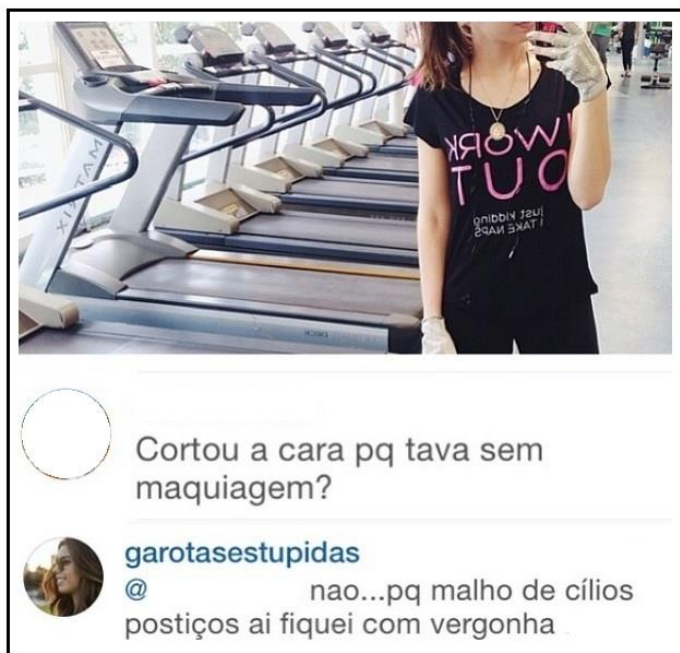 MATRIX
I WORK
OUT
just kidding
I TAKE NAPS
Cortou a cara pq tava sem
maquiagem?
garotasestupidas
@ nao...pq malho de cílios
postiços ai fiquei com vergonha